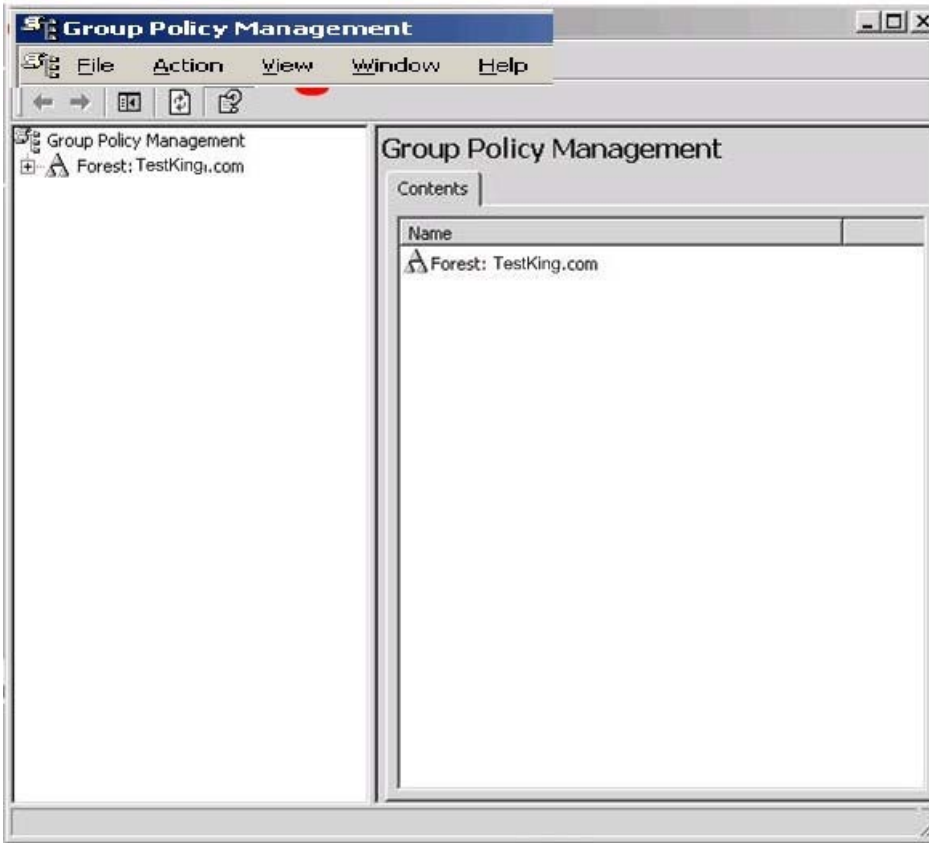 Group Policy Management
File Action View Window Help
Group Policy Management
Forest: TestKing.com
Group Policy Management
Contents
Name
Forest: TestKing.com